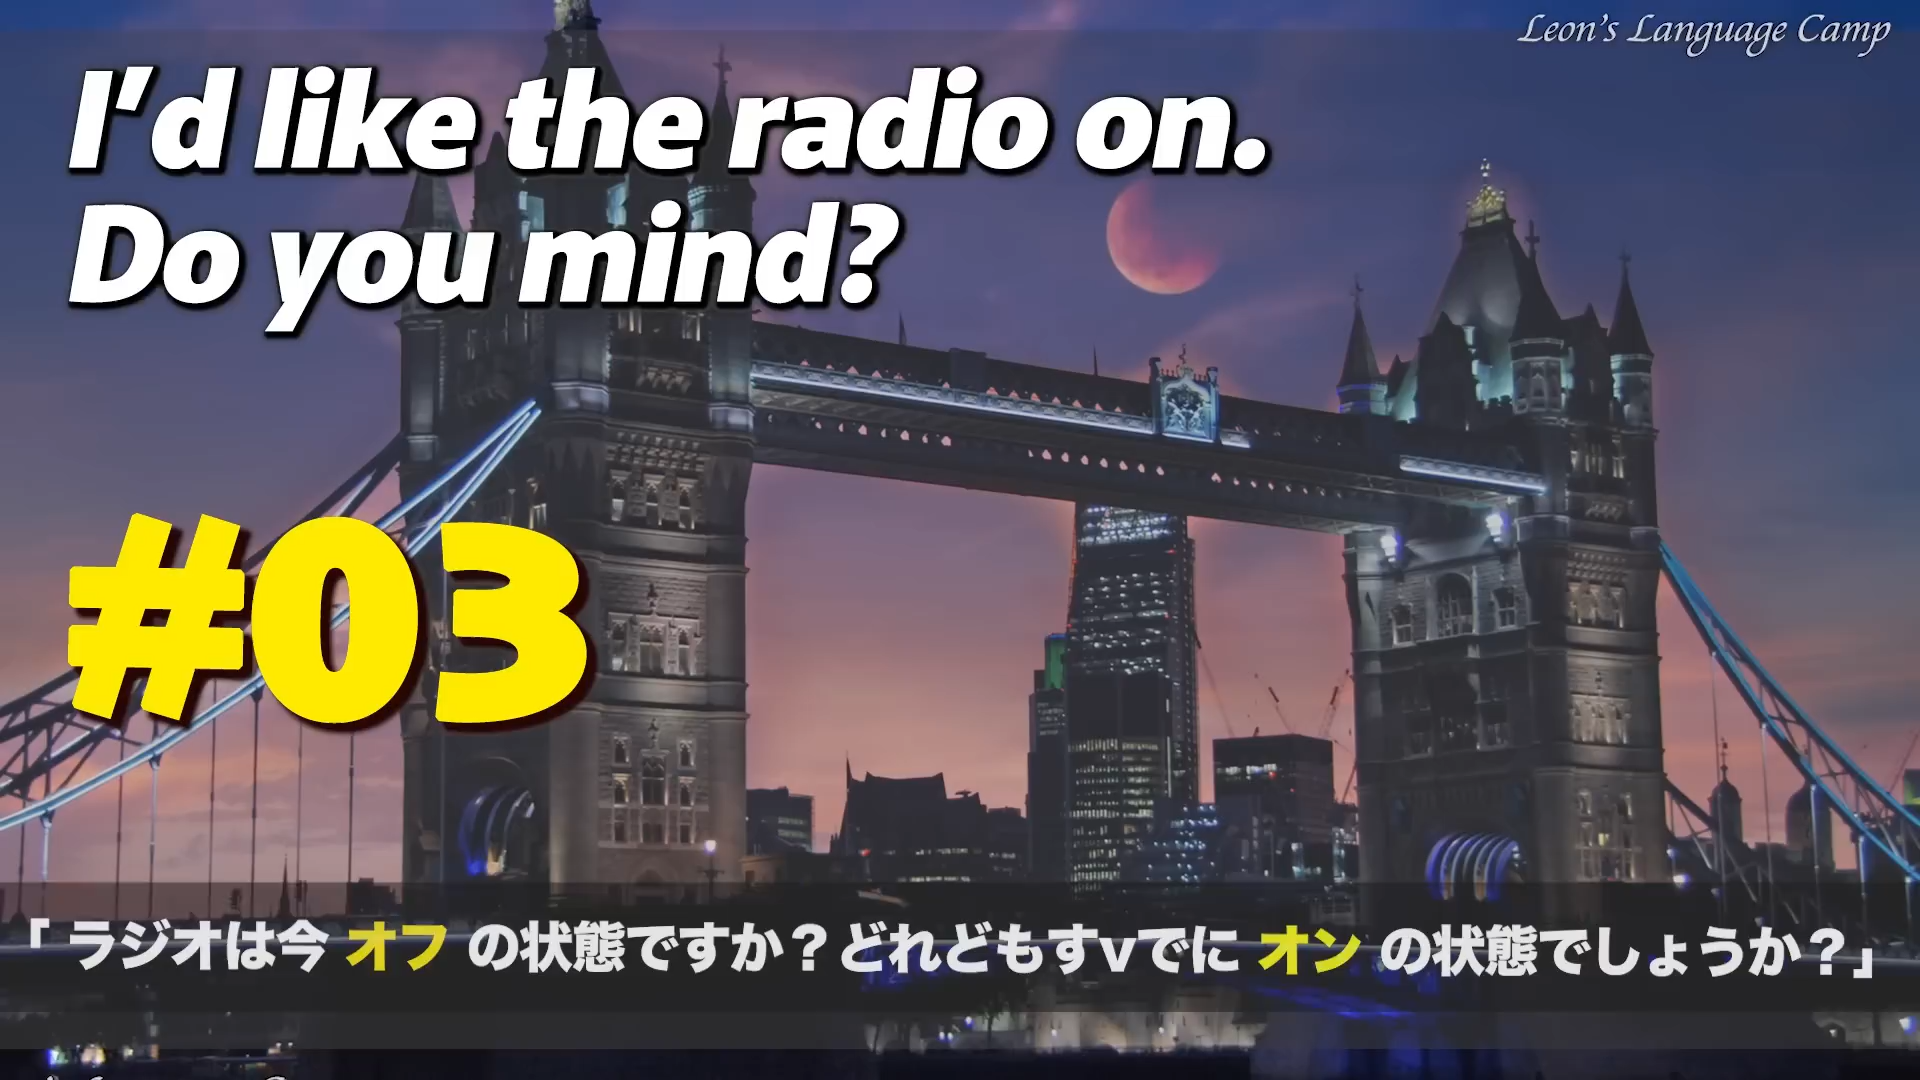 Leon's Language Camp
I'd like the radio on.
Do you mind?
#03
「ラジオは今 オフ の状態ですか？どれどもすvでに オン の状態でしょうか？」